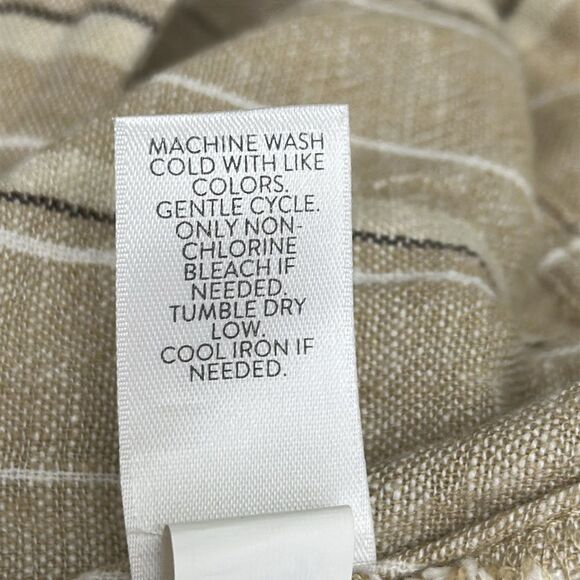 MACHINE WASH
COLD WITH LIKE
COLORS.
GENTLE CYCLE.
ONLY NON-
CHLORINE
BLEACH IF
NEEDED.
TUMBLE DRY
LOW.
COOL IRON IF
NEEDED.